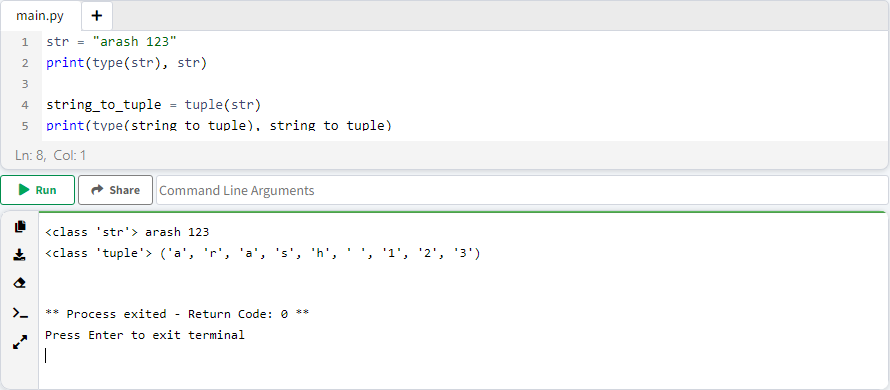 main.py +
1 str = "arash 123"
2 print(type(str), str)
3
4 string_to_tuple = tuple(str)
5 print(type(string_to_tuple), string_to_tuple)
Ln: 8, Col: 1
Run Share Command Line Arguments
<class 'str'> arash 123
<class 'tuple'> ('a', 'r', 'a', 's', 'h', ' ', '1', '2', '3')
** Process exited - Return Code: 0 **
Press Enter to exit terminal